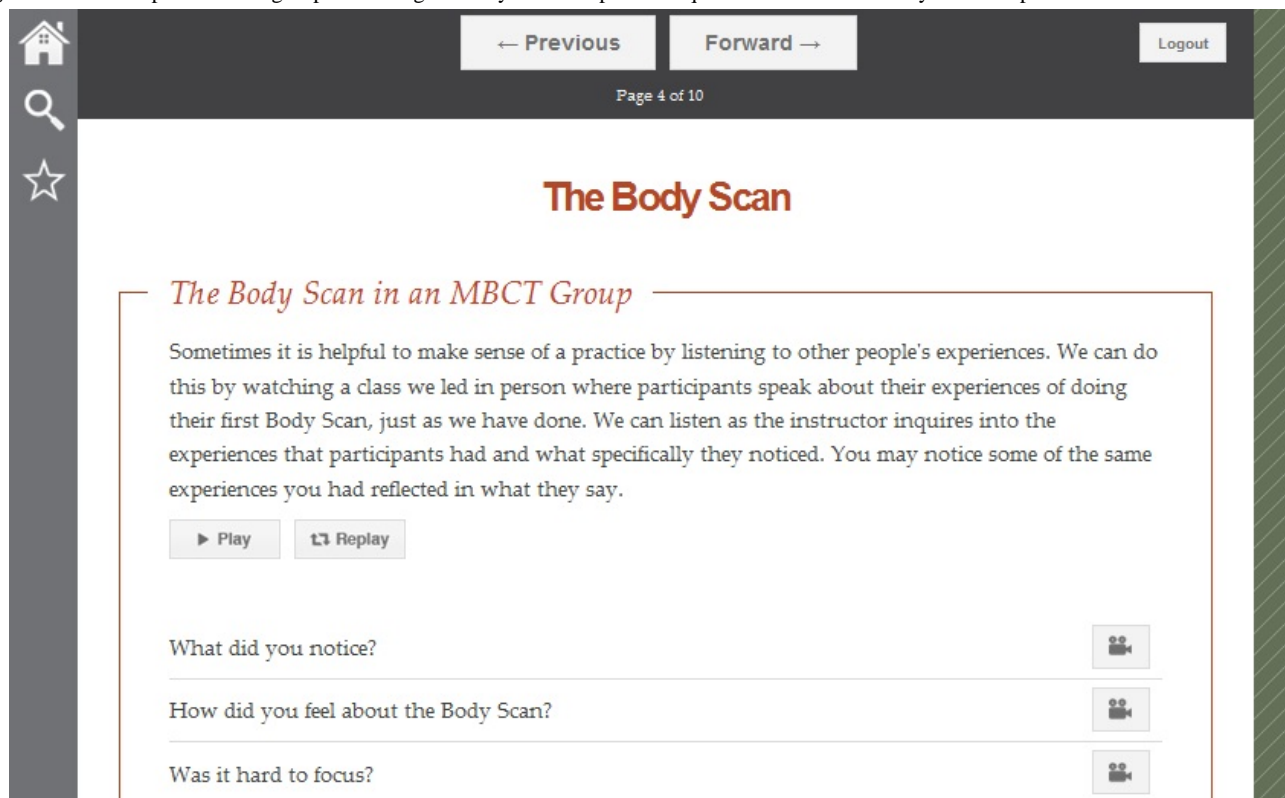 ← Previous
Forward →
Logout
Page 4 of 10
The Body Scan
The Body Scan in an MBCT Group
Sometimes it is helpful to make sense of a practice by listening to other people's experiences. We can do
this by watching a class we led in person where participants speak about their experiences of doing
their first Body Scan, just as we have done. We can listen as the instructor inquires into the
experiences that participants had and what specifically they noticed. You may notice some of the same
experiences you had reflected in what they say.
Play
Replay
What did you notice?
How did you feel about the Body Scan?
Was it hard to focus?